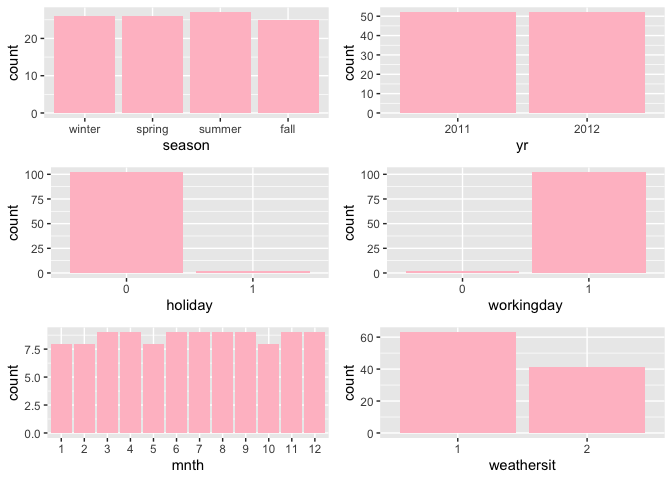 count
20
10
0
winter spring summer fall
season
count
50
40
30
20
10
0
2011 2012
yr
count
100
75
50
25
0
0 1
holiday
count
100
75
50
25
0
0 1
workingday
count
7.5
5.0
2.5
0.0
1 2 3 4 5 6 7 8 9 10 11 12
mnth
count
60
40
20
0
1 2
weathersit